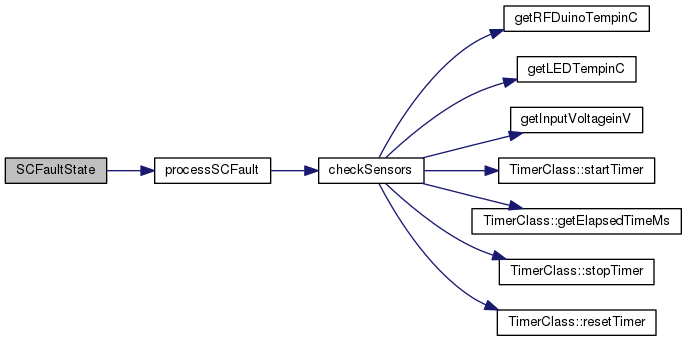 getRFDuinoTempinC
getLEDTempinC
getInputVoltageinV
SCFaultState
processSCFault
checkSensors
TimerClass::startTimer
TimerClass::getElapsedTimeMs
TimerClass::stopTimer
TimerClass::resetTimer